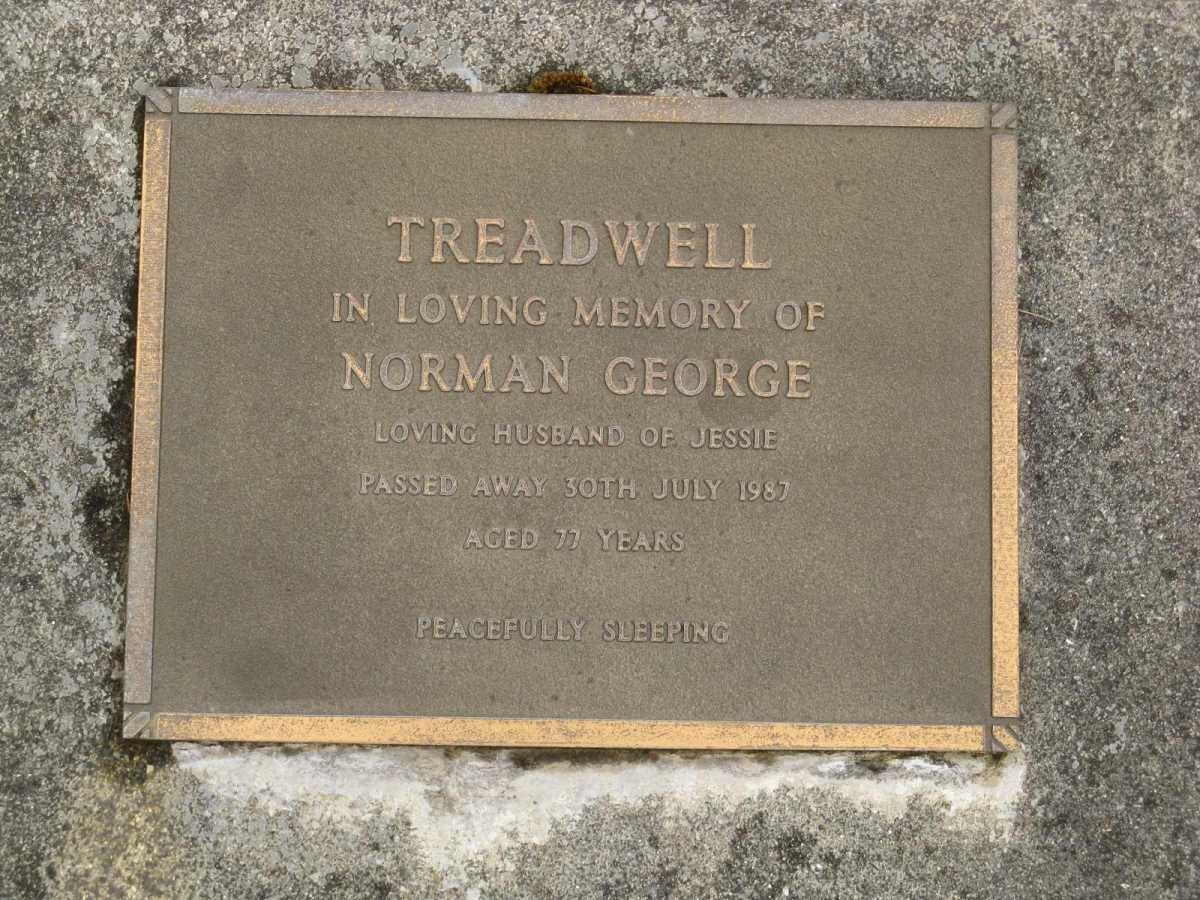 TREADWELL
IN LOVING MEMORY OF
NORMAN GEORGE
LOVING HUSBAND OF JESSIE
PASSED AWAY 30TH JULY 1987
AGED 77 YEARS
PEACEFULLY SLEEPING